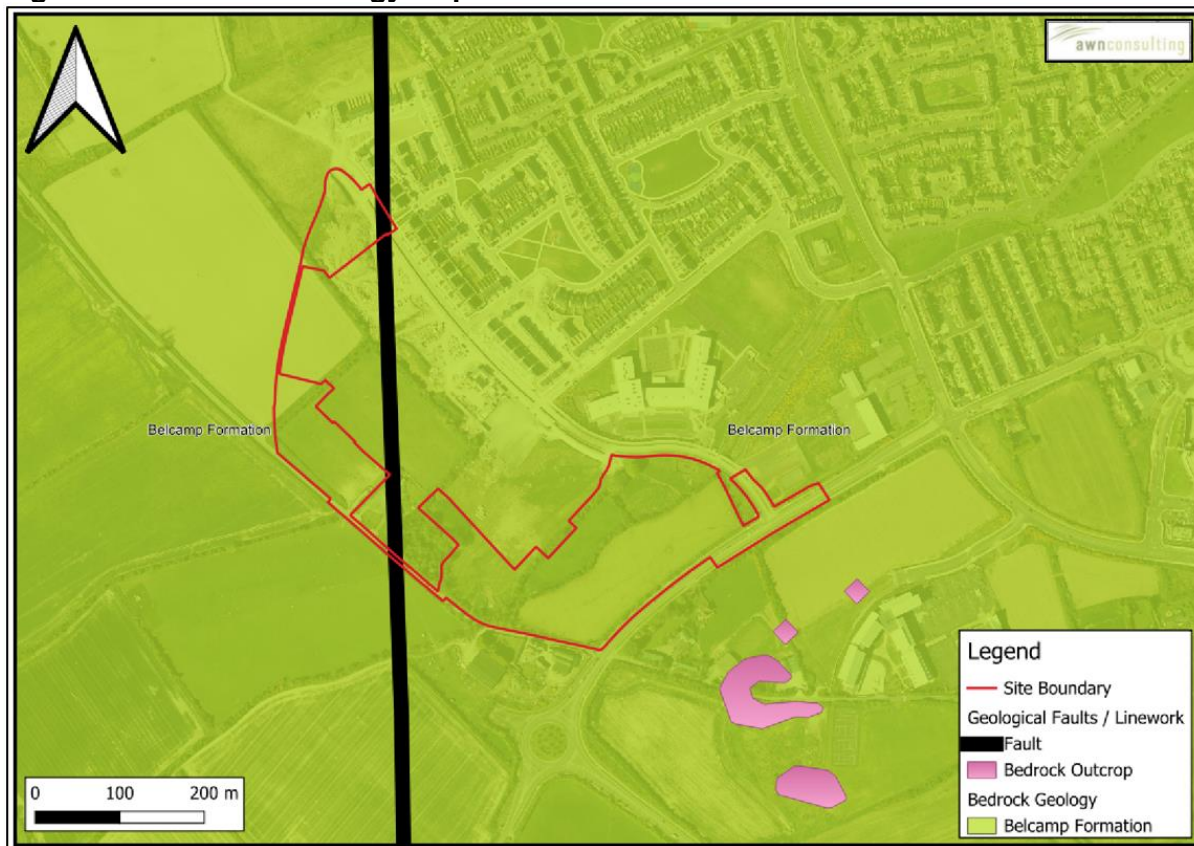 awnconsulting
Belcamp Formation
Belcamp Formation
Legend
Site Boundary
Geological Faults / Linework
Fault
Bedrock Outcrop
Bedrock Geology
Belcamp Formation
0 100 200 m